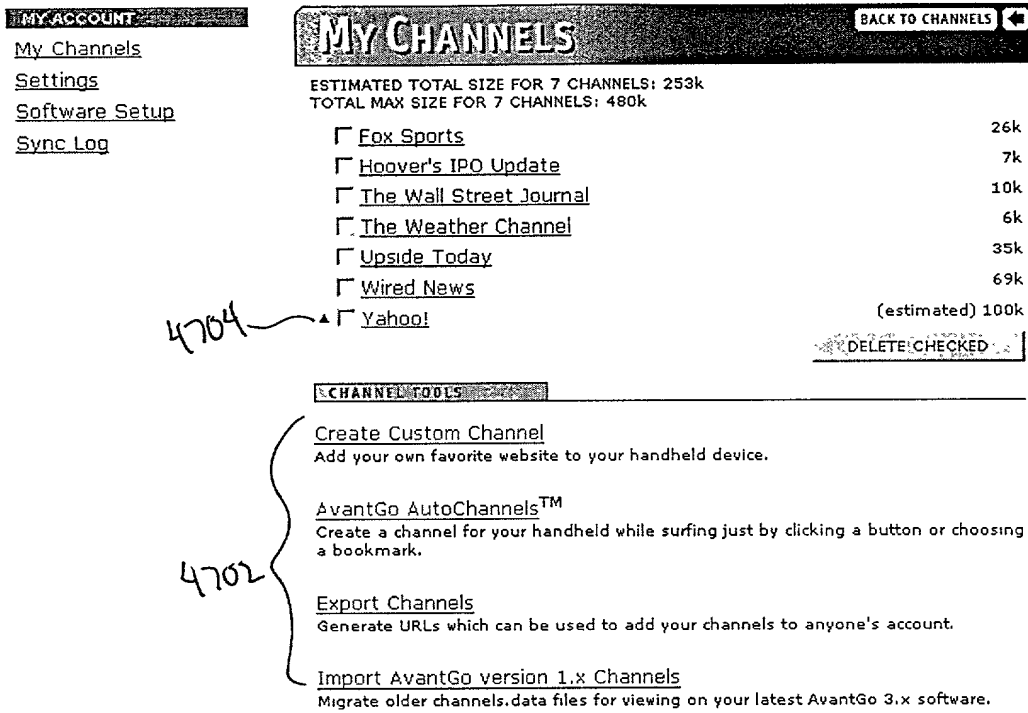 MY ACCOUNT
My Channels
Settings
Software Setup
Sync Log
MY CHANNELS
BACK TO CHANNELS
ESTIMATED TOTAL SIZE FOR 7 CHANNELS: 253k
TOTAL MAX SIZE FOR 7 CHANNELS: 480k
Fox Sports 26k
Hoover's IPO Update 7k
The Wall Street Journal 10k
The Weather Channel 6k
Upside Today 35k
Wired News 69k
4704 Yahoo! (estimated) 100k
DELETE CHECKED
CHANNEL TOOLS
Create Custom Channel
Add your own favorite website to your handheld device.
AvantGo AutoChannels™
Create a channel for your handheld while surfing just by clicking a button or choosing
a bookmark.
4702
Export Channels
Generate URLs which can be used to add your channels to anyone's account.
Import AvantGo version 1.x Channels
Migrate older channels.data files for viewing on your latest AvantGo 3.x software.